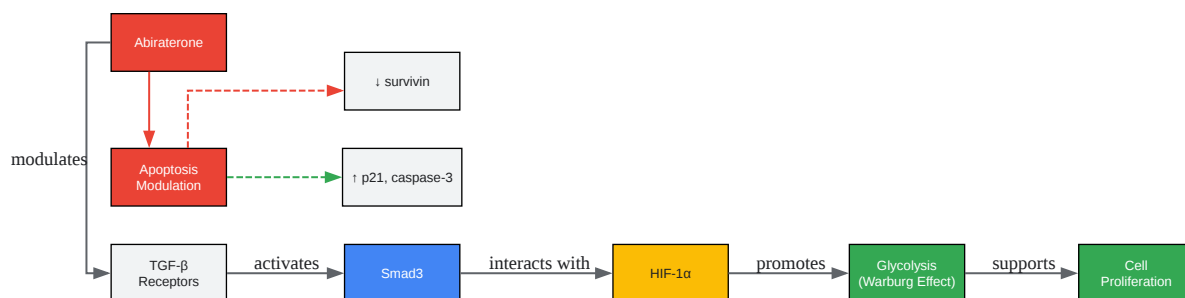 Abiraterone
↓ survivin
modulates
Apoptosis
Modulation
↑ p21, caspase-3
TGF-β
Receptors
activates
Smad3
interacts with
HIF-1α
promotes
Glycolysis
(Warburg Effect)
supports
Cell
Proliferation